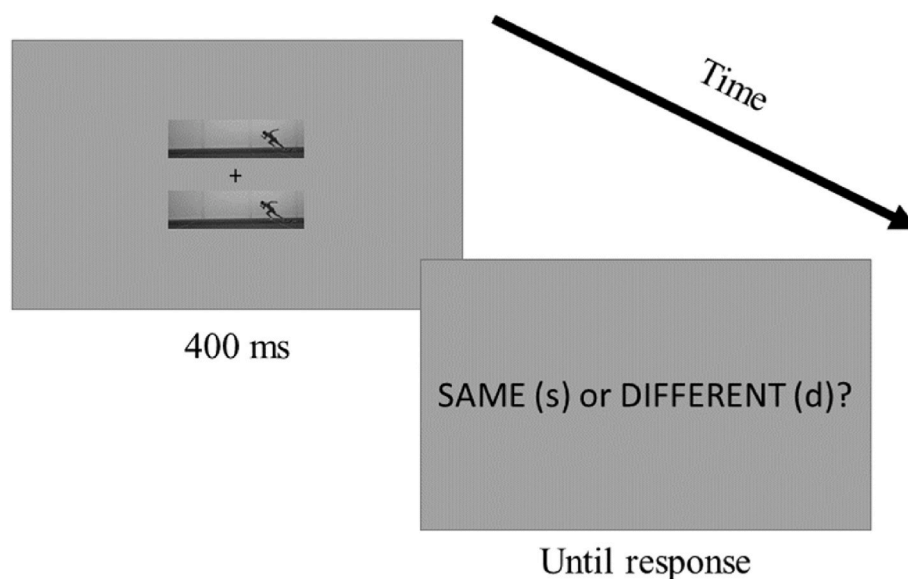 Time
+
400 ms
SAME (s) or DIFFERENT (d)?
Until response